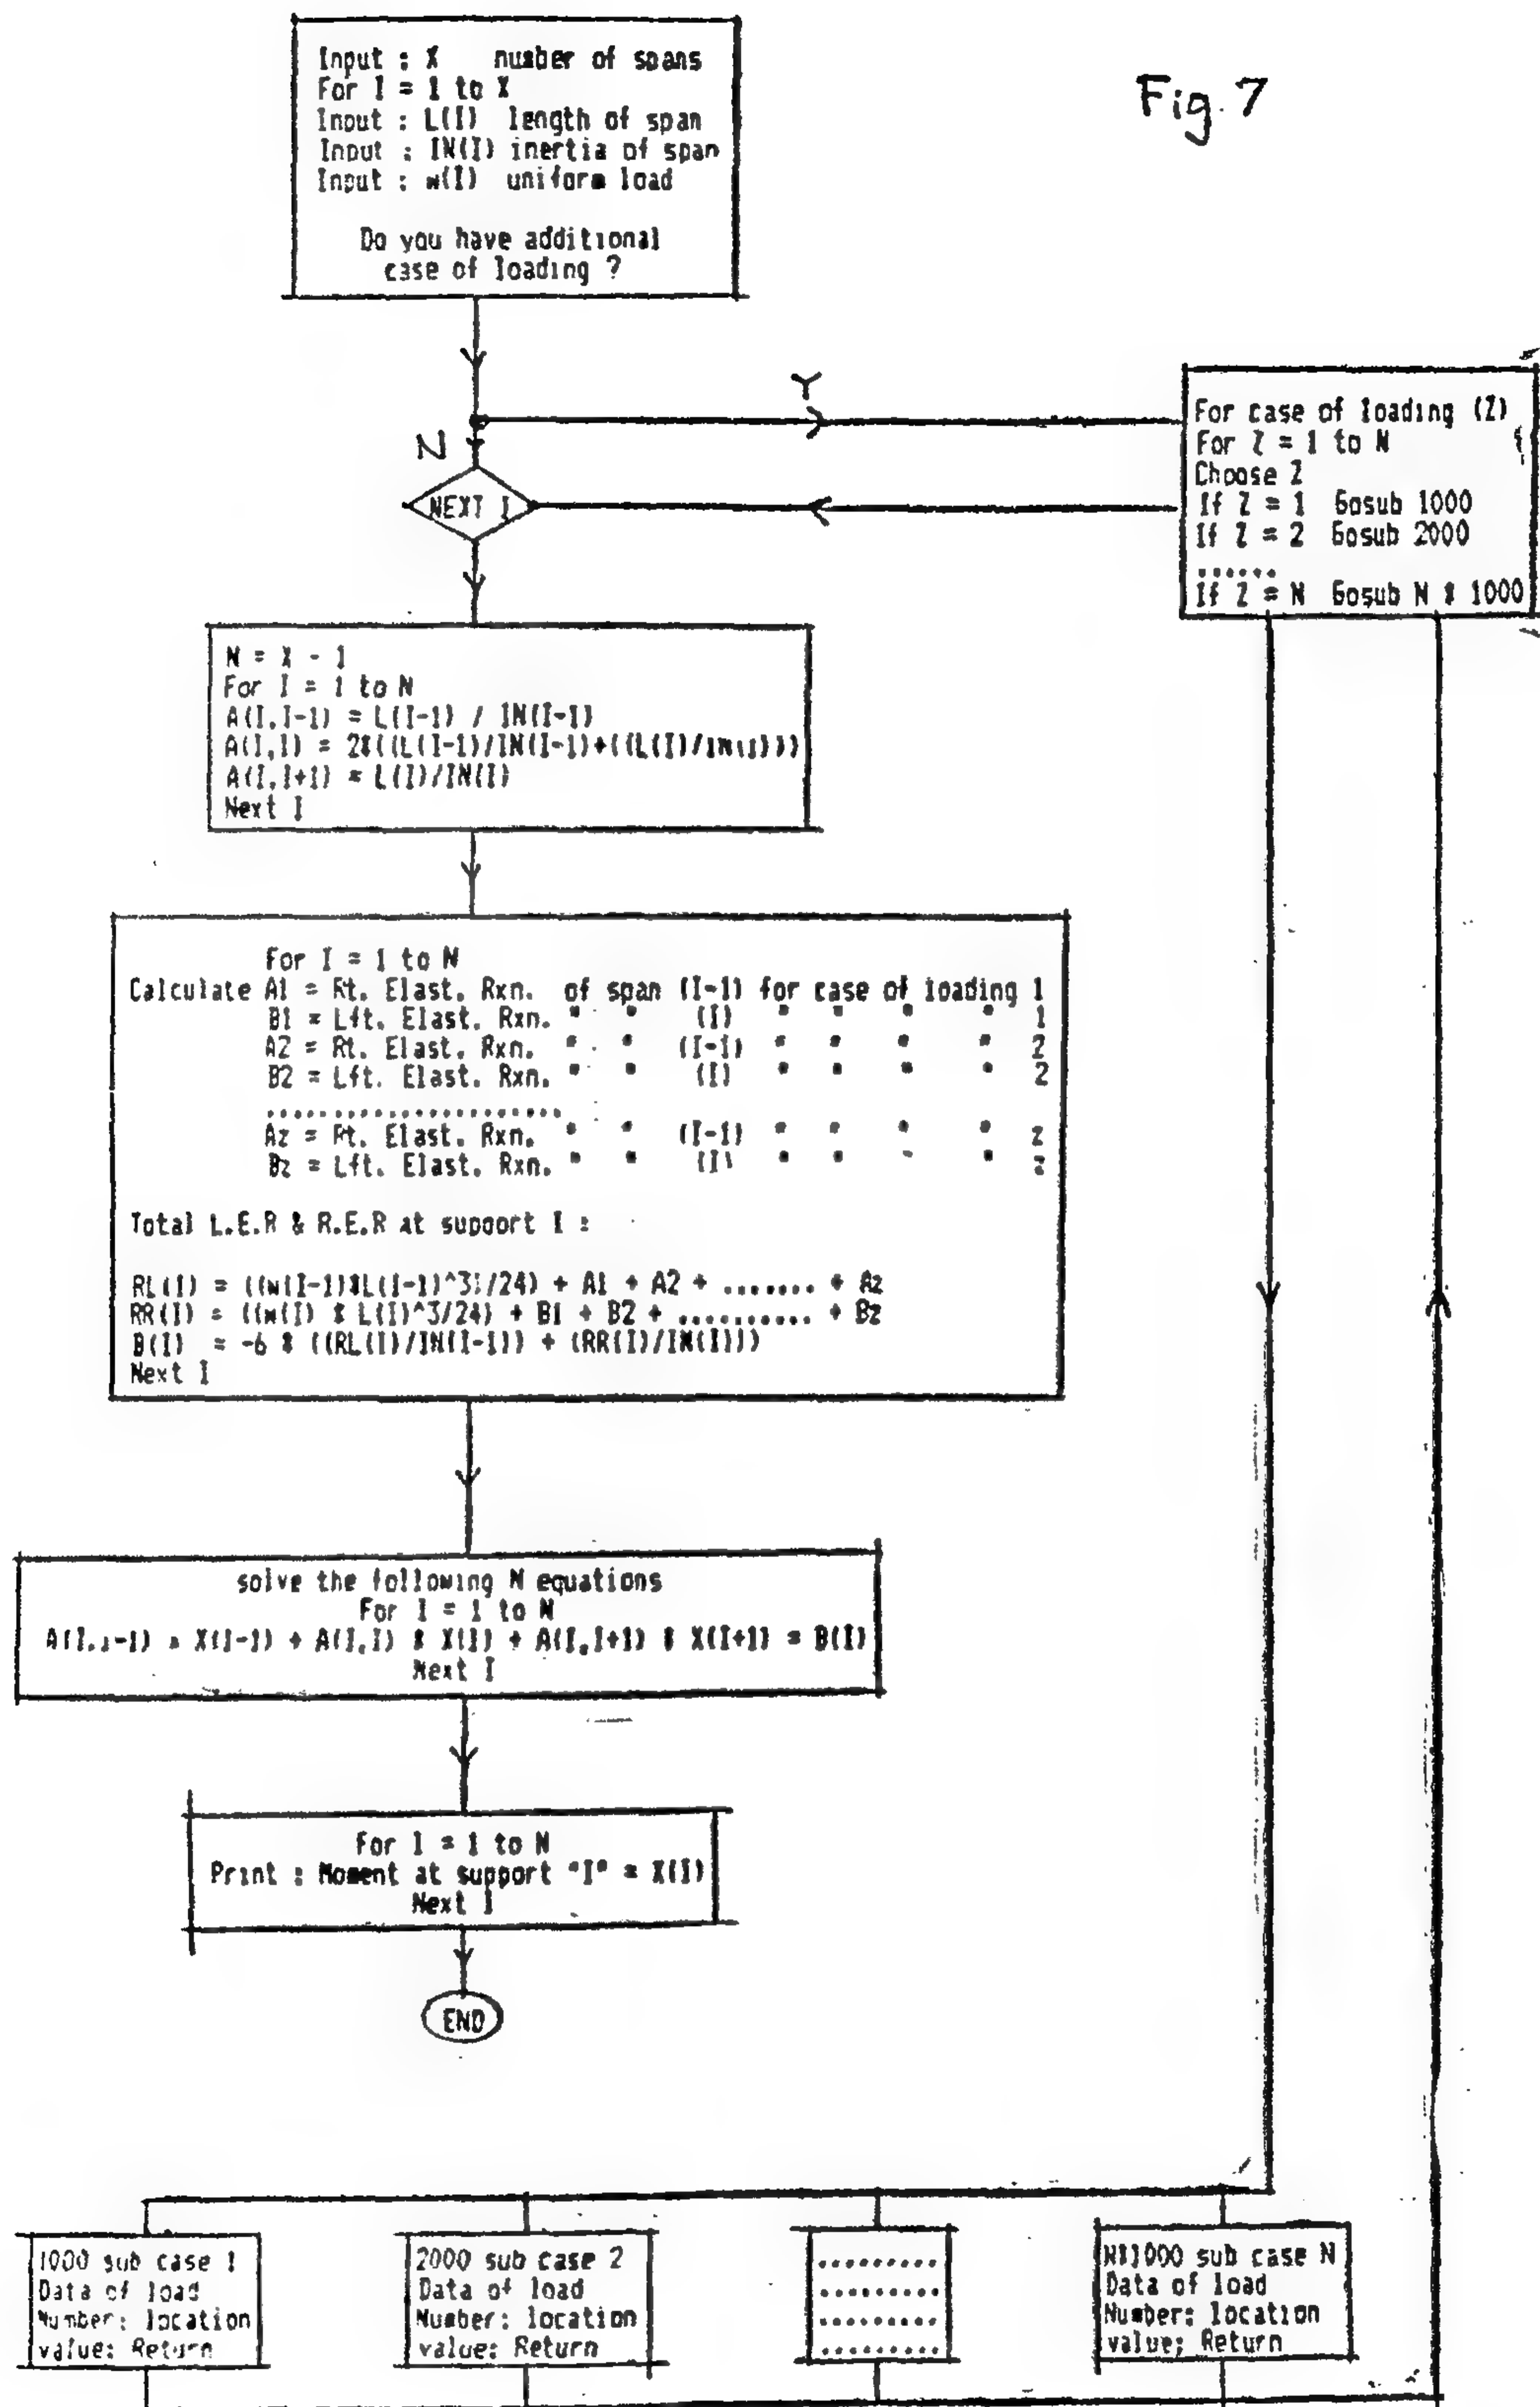 Fig. 7
Input : X number of spans
For I = 1 to X
Input : L(I) length of span
Input : IN(I) inertia of span
Input : w(I) uniform load
Do you have additional
case of loading ?
Y
N
NEXT I
For case of loading (Z)
For Z = 1 to N
Choose Z
If Z = 1 Gosub 1000
If Z = 2 Gosub 2000
......
If Z = N Gosub N * 1000
N = X - 1
For I = 1 to N
A(I,I-1) = L(I-1) / IN(I-1)
A(I,I) = 2*((L(I-1)/IN(I-1)+((L(I)/IN(I))))
A(I,I+1) = L(I)/IN(I)
Next I
For I = 1 to N
Calculate A1 = Rt. Elast. Rxn. of span (I-1) for case of loading 1
B1 = Lft. Elast. Rxn. " " (I) " " " " 1
A2 = Rt. Elast. Rxn. " " (I-1) " " " " 2
B2 = Lft. Elast. Rxn. " " (I) " " " " 2
......................
Az = Rt. Elast. Rxn. " " (I-1) " " " " z
Bz = Lft. Elast. Rxn. " " (I) " " " " z
Total L.E.R & R.E.R at support I :
RL(I) = ((w(I-1)*L(I-1)^3)/24) + A1 + A2 + ....... + Az
RR(I) = ((w(I) * L(I)^3/24) + B1 + B2 + .......... + Bz
B(I) = -6 * ((RL(I)/IN(I-1)) + (RR(I)/IN(I)))
Next I
solve the following N equations
For I = 1 to N
A(I,I-1) * X(I-1) + A(I,I) * X(I) + A(I,I+1) * X(I+1) = B(I)
Next I
For I = 1 to N
Print : Moment at support "I" = X(I)
Next I
END
1000 sub case 1
Data of load
Number: location
value: Return
2000 sub case 2
Data of load
Number: location
value: Return
.........
.........
.........
.........
N*1000 sub case N
Data of load
Number: location
value; Return